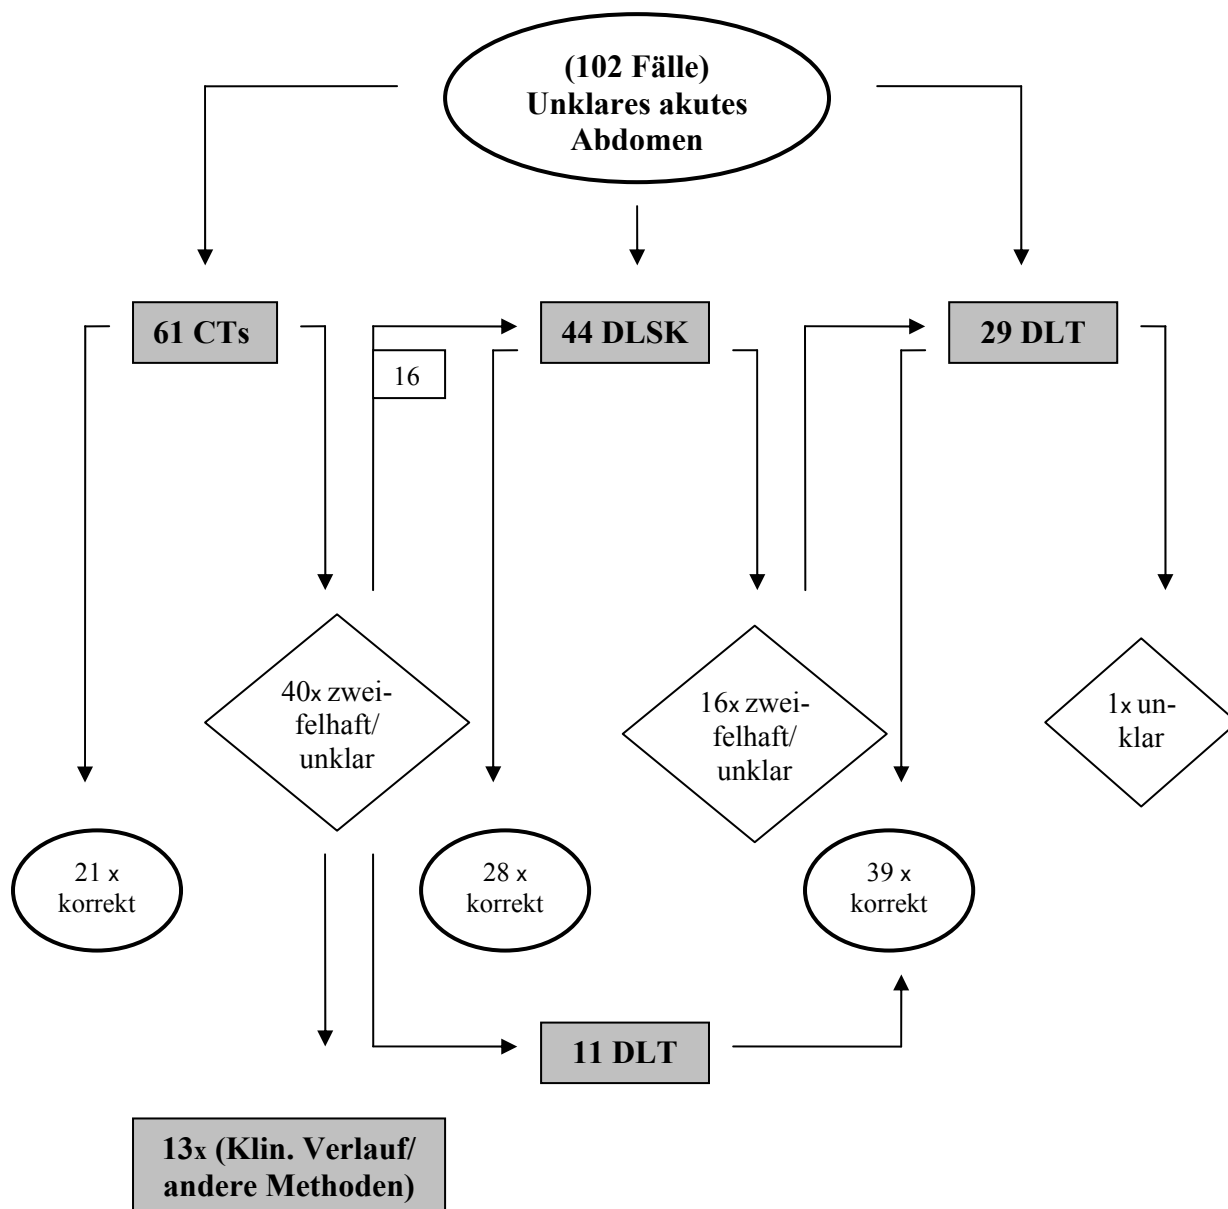 (102 Fälle)
Unklares akutes
Abdomen
61 CTs
44 DLSK
29 DLT
16
40x zwei-
felhaft/
unklar
16x zwei-
felhaft/
unklar
1x un-
klar
21 x
korrekt
28 x
korrekt
39 x
korrekt
11 DLT
13x (Klin. Verlauf/
andere Methoden)